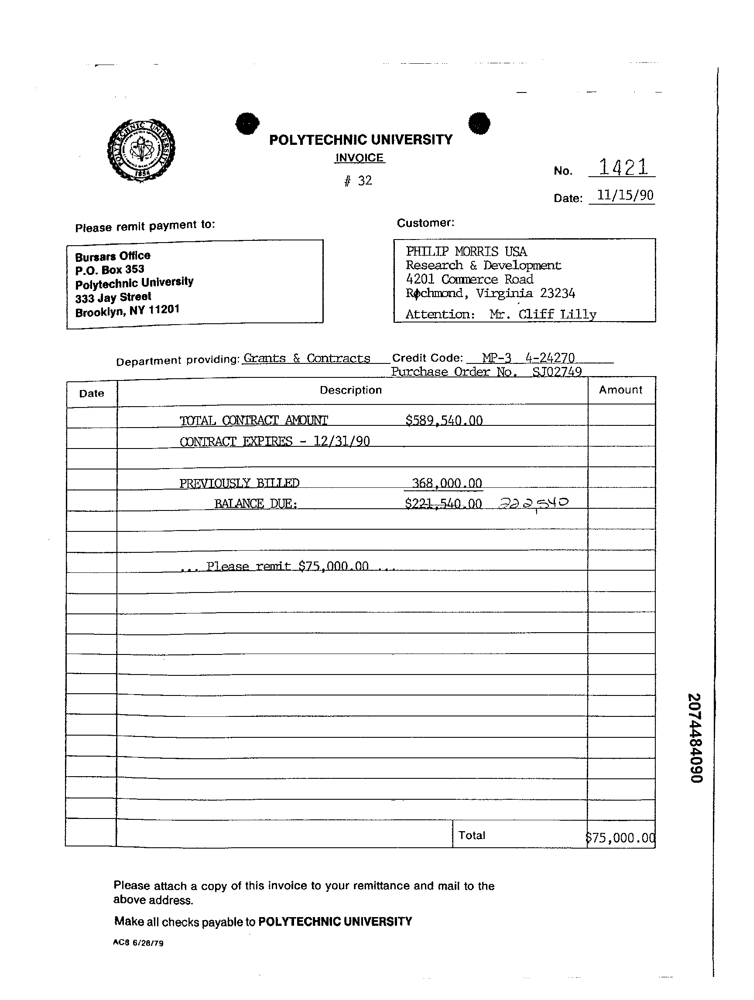 POLYTECHNIC UNIVERSITY
1854
POLYTECHNIC UNIVERSITY
INVOICE
# 32
No. 1421
Date: 11/15/90
Please remit payment to:
Customer:
Bursars Office
P.O. Box 353
Polytechnic University
333 Jay Street
Brooklyn, NY 11201
PHILIP MORRIS USA
Research & Development
4201 Commerce Road
Rchmond, Virginia 23234
Attention: Mr. Cliff Lilly
Department providing: Grants & Contracts Credit Code: MP-3 4-24270
Purchase Order No. SJ02749
Date Description Amount
TOTAL CONTRACT AMOUNT $589,540.00
CONTRACT EXPIRES - 12/31/90
PREVIOUSLY BILLED 368,000.00
BALANCE DUE: $221,540.00 222,540
... Please remit $75,000.00 ...
Total $75,000.00
Please attach a copy of this invoice to your remittance and mail to the
above address.
Make all checks payable to POLYTECHNIC UNIVERSITY
ACS 6/28/79
2074484090